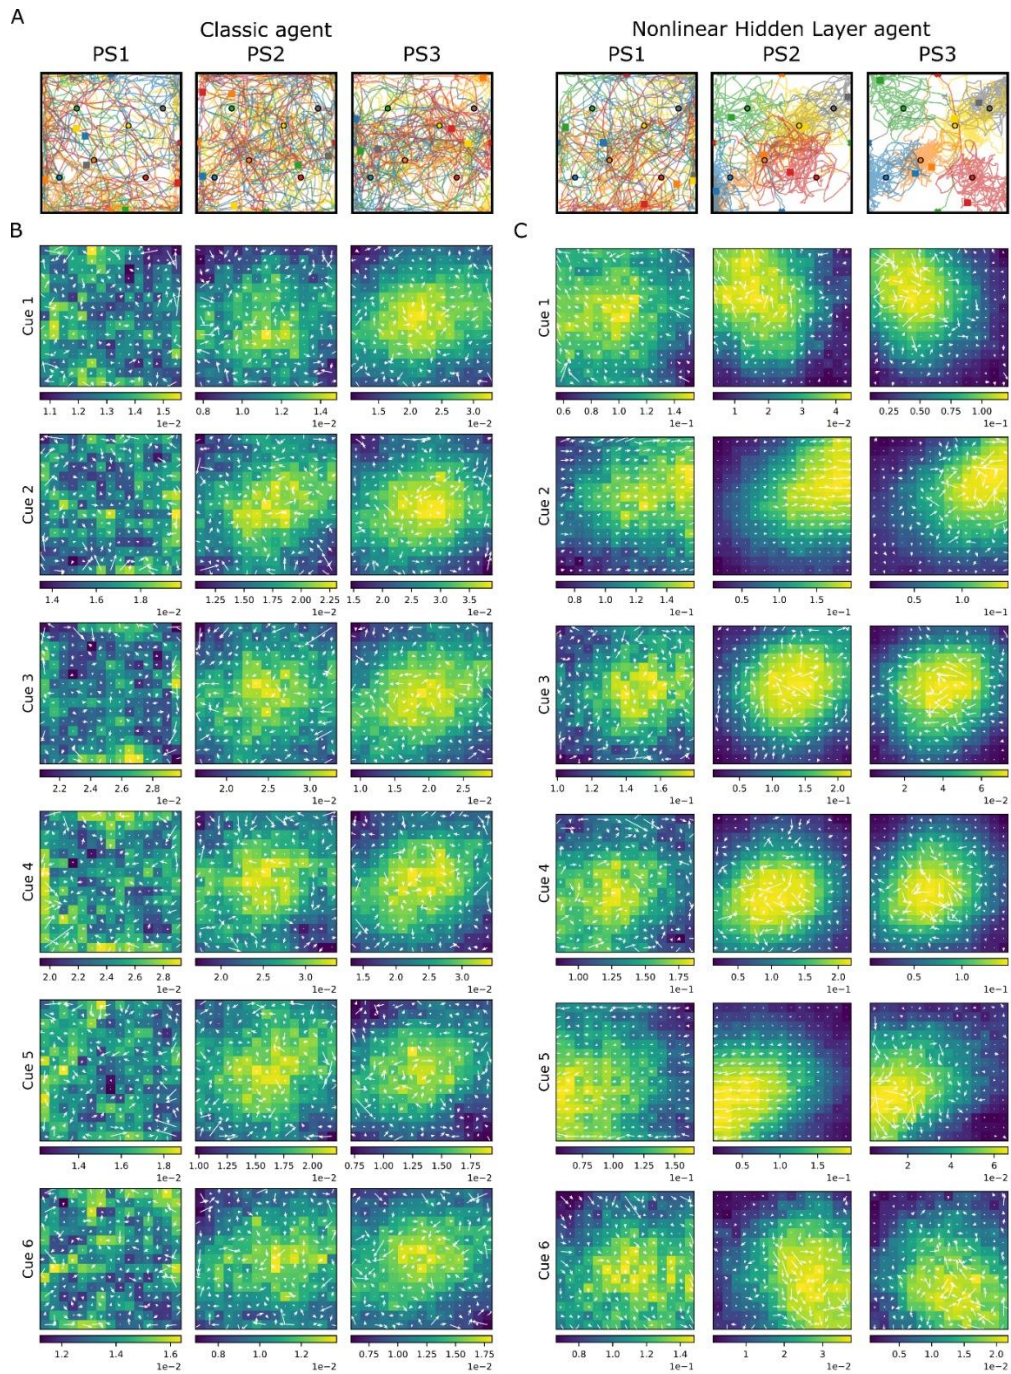 A
Classic agent Nonlinear Hidden Layer agent
PS1 PS2 PS3 PS1 PS2 PS3
B C
Cue 1
1.1 1.2 1.3 1.4 1.5 0.8 1.0 1.2 1.4 1.5 2.0 2.5 3.0 0.6 0.8 1.0 1.2 1.4 1 2 3 4 0.25 0.50 0.75 1.00
1e−2 1e−2 1e−2 1e−1 1e−2 1e−1
Cue 2
1.4 1.6 1.8 1.25 1.50 1.75 2.00 2.25 1.5 2.0 2.5 3.0 3.5 0.8 1.0 1.2 1.4 1.6 0.5 1.0 1.5 0.5 1.0
1e−2 1e−2 1e−2 1e−1 1e−1 1e−1
Cue 3
2.2 2.4 2.6 2.8 2.0 2.5 3.0 1.0 1.5 2.0 2.5 1.0 1.2 1.4 1.6 0.5 1.0 1.5 2.0 2 4 6
1e−2 1e−2 1e−2 1e−1 1e−1 1e−2
Cue 4
2.0 2.2 2.4 2.6 2.8 2.0 2.5 3.0 1.5 2.0 2.5 3.0 1.00 1.25 1.50 1.75 0.5 1.0 1.5 2.0 0.5 1.0
1e−2 1e−2 1e−2 1e−1 1e−1 1e−1
Cue 5
1.4 1.6 1.8 1.00 1.25 1.50 1.75 2.00 0.75 1.00 1.25 1.50 1.75 0.75 1.00 1.25 1.50 0.5 1.0 1.5 2 4 6
1e−2 1e−2 1e−2 1e−1 1e−1 1e−2
Cue 6
1.2 1.4 1.6 0.8 1.0 1.2 0.75 1.00 1.25 1.50 1.75 0.8 1.0 1.2 1.4 1 2 3 0.5 1.0 1.5 2.0
1e−2 1e−2 1e−2 1e−1 1e−2 1e−2